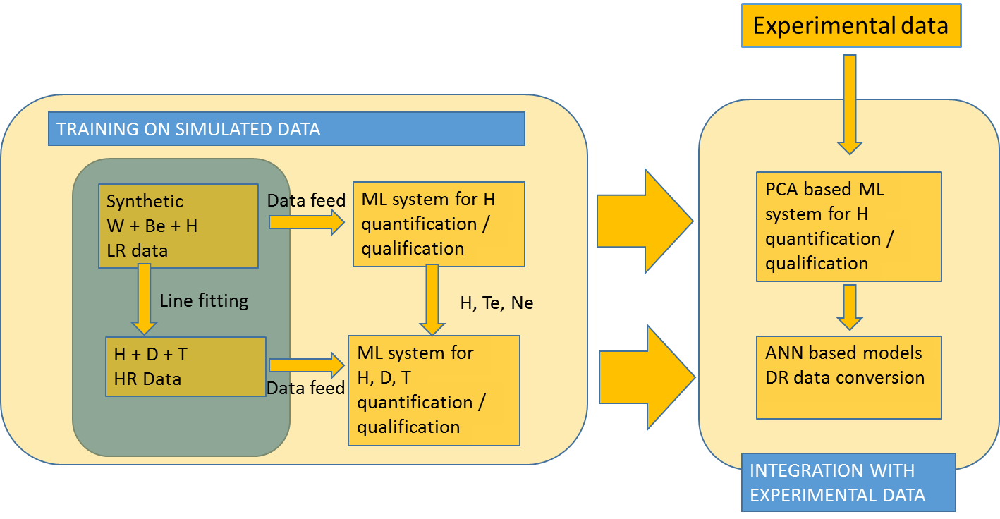 Experimental data
TRAINING ON SIMULATED DATA
Synthetic
W + Be + H
LR data
Data feed
ML system for H
quantification /
qualification
Line fitting
H, Te, Ne
H + D + T
HR Data
Data feed
ML system for
H, D, T
quantification /
qualification
PCA based ML
system for H
quantification /
qualification
ANN based models
DR data conversion
INTEGRATION WITH
EXPERIMENTAL DATA